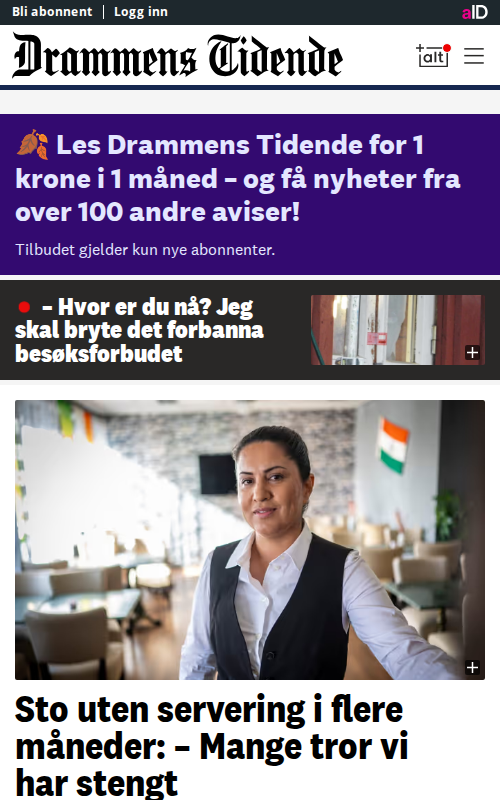 Bli abonnent | Logg inn
aID
Drammens Tidende
+alt
🍂 Les Drammens Tidende for 1
krone i 1 måned – og få nyheter fra
over 100 andre aviser!
Tilbudet gjelder kun nye abonnenter.
– Hvor er du nå? Jeg
skal bryte det forbanna
besøksforbudet
Sto uten servering i flere
måneder: – Mange tror vi
har stengt